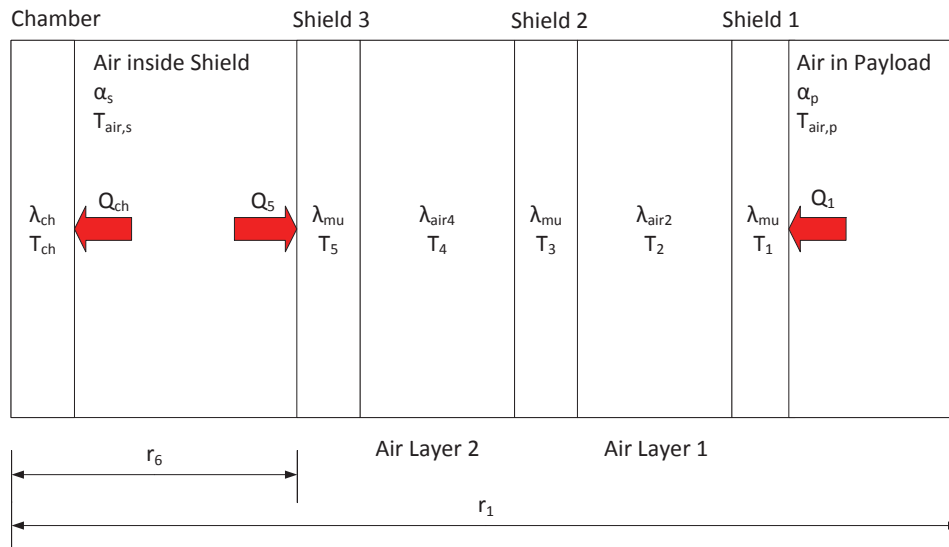 Chamber
Shield 3
Shield 2
Shield 1
Air inside Shield
αs
Tair,s
Air in Payload
αp
Tair,p
Qch
Q5
Q1
λch
Tch
λmu
T5
λair4
T4
λmu
T3
λair2
T2
λmu
T1
Air Layer 2
Air Layer 1
r6
r1